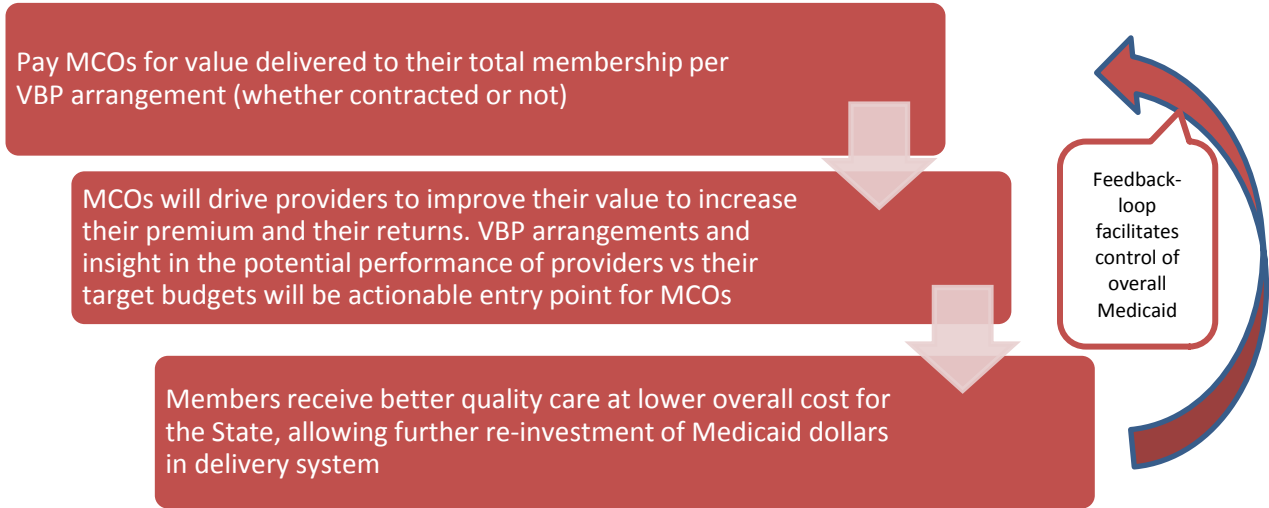 Pay MCOs for value delivered to their total membership per
VBP arrangement (whether contracted or not)
MCOs will drive providers to improve their value to increase
their premium and their returns. VBP arrangements and
insight in the potential performance of providers vs their
target budgets will be actionable entry point for MCOs
Members receive better quality care at lower overall cost for
the State, allowing further re-investment of Medicaid dollars
in delivery system
Feedback-
loop
facilitates
control of
overall
Medicaid